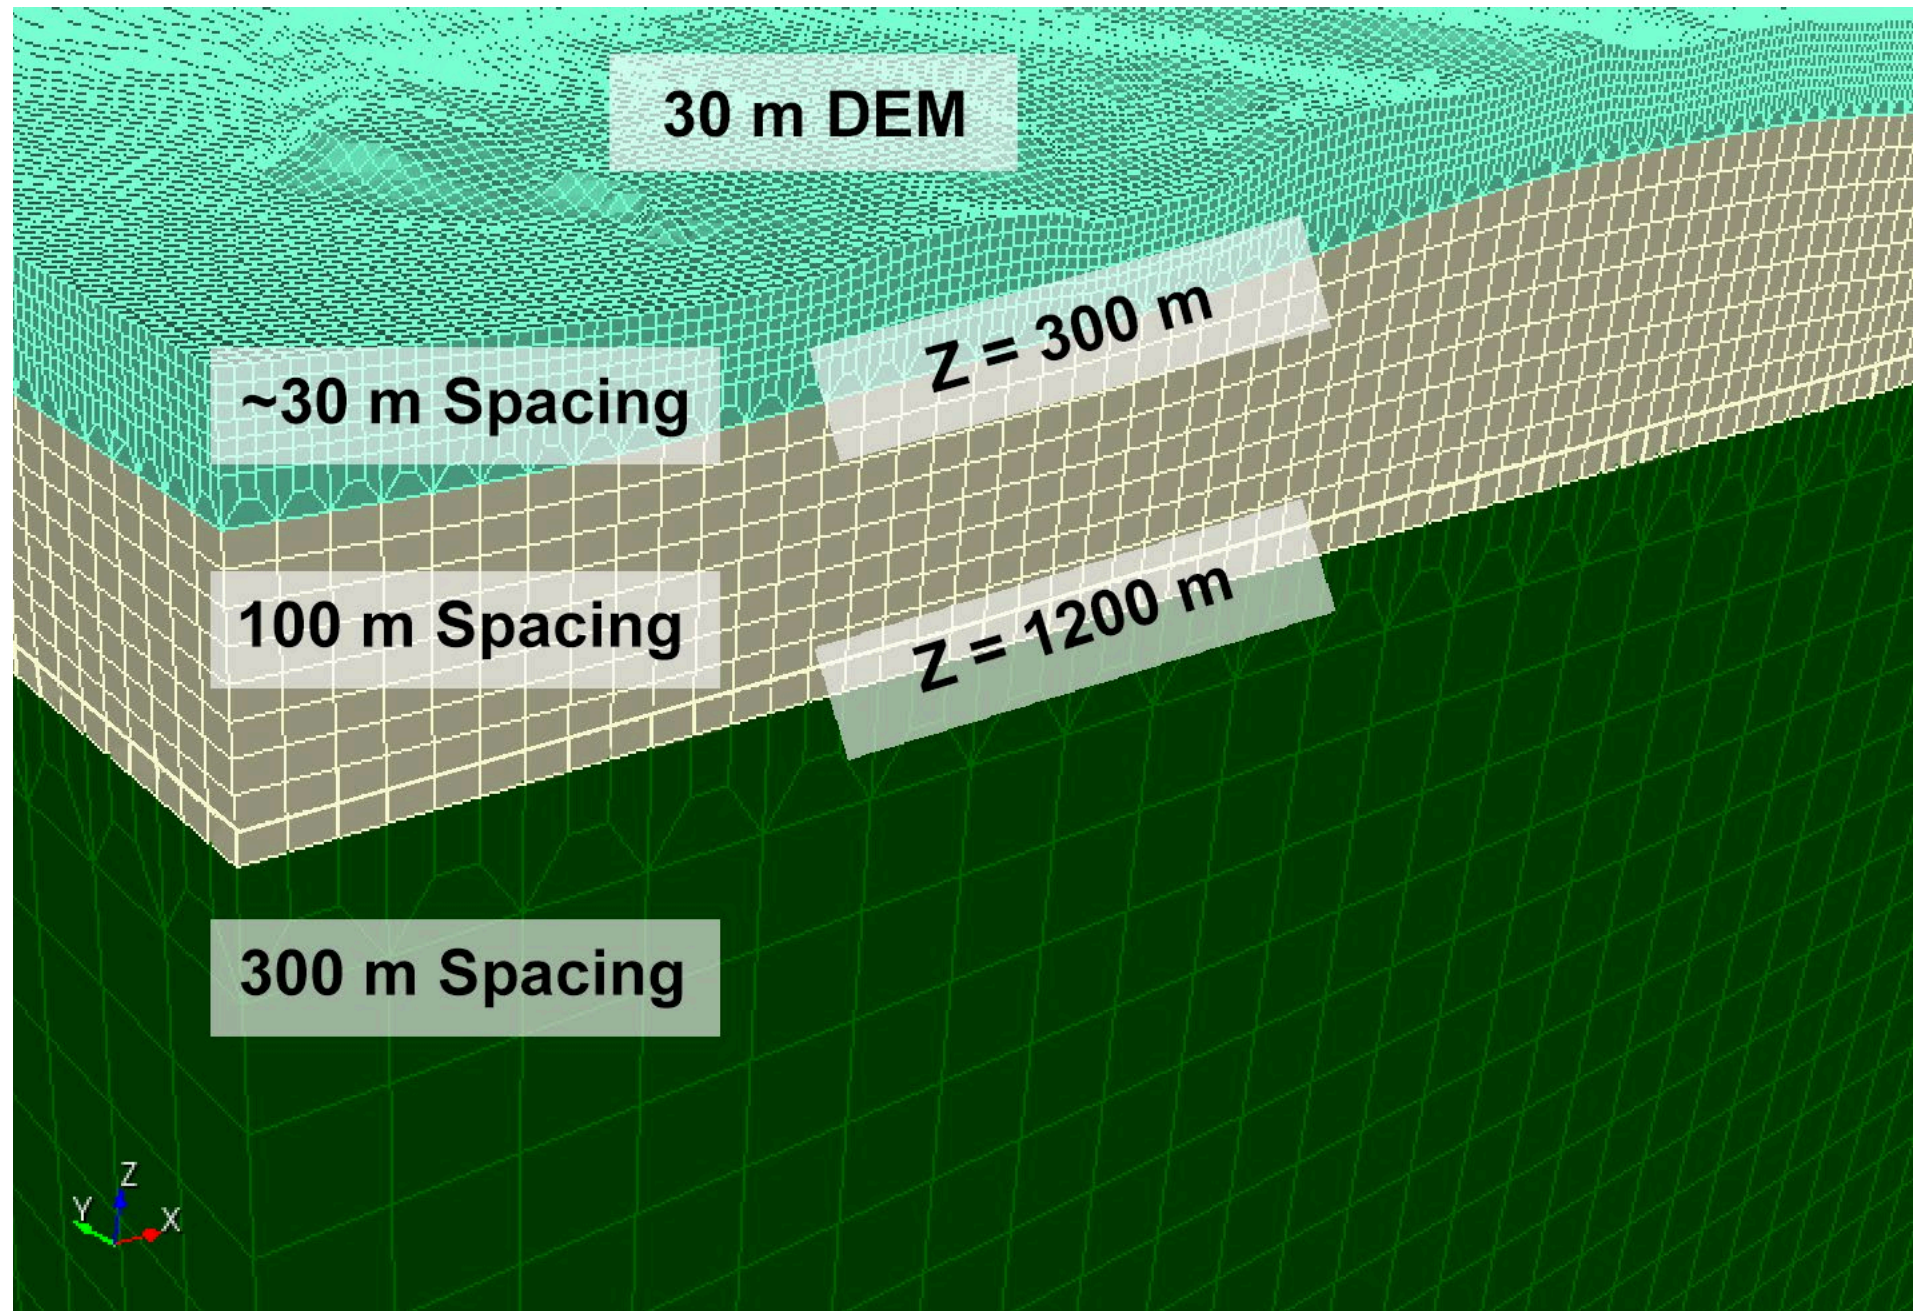 30 m DEM
Z = 300 m
~30 m Spacing
Z = 1200 m
100 m Spacing
300 m Spacing
Z
Y
X